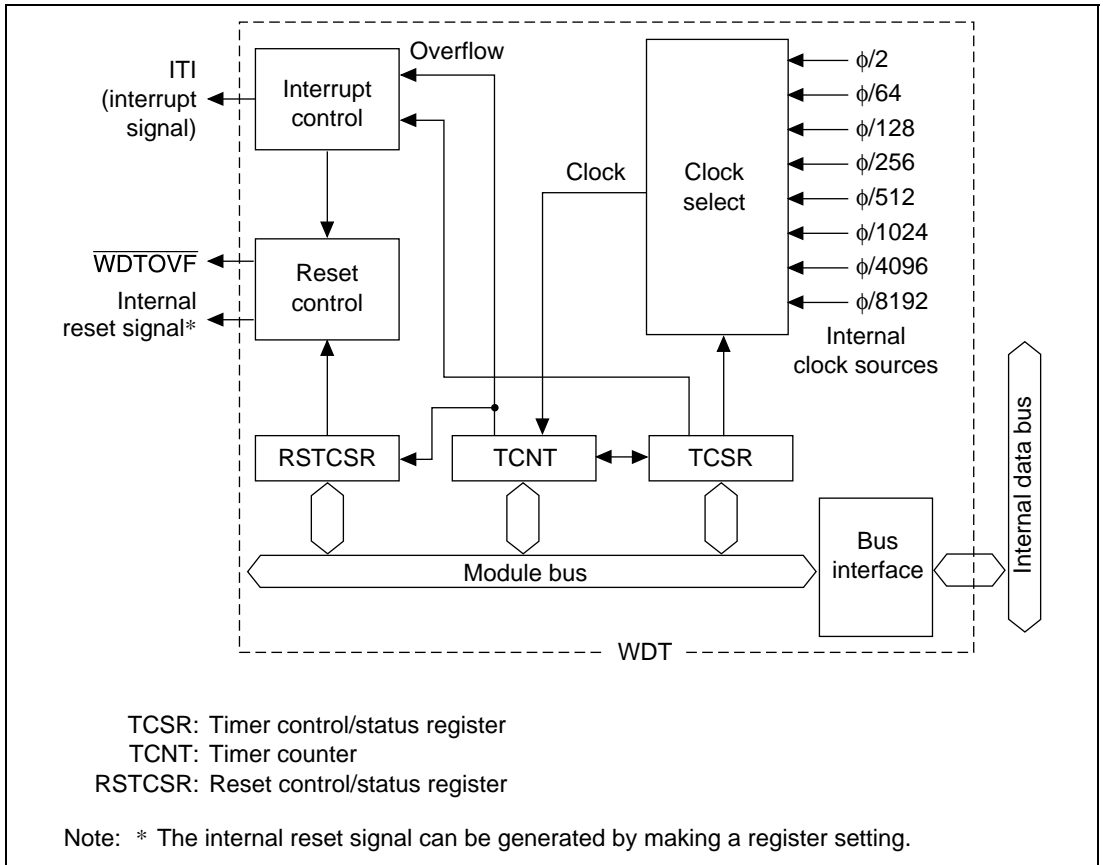 Overflow
ITI
(interrupt
signal)
Interrupt
control
ϕ/2
ϕ/64
ϕ/128
ϕ/256
ϕ/512
ϕ/1024
ϕ/4096
ϕ/8192
Clock
Clock
select
Internal
clock sources
WDTOVF
Internal
reset signal*
Reset
control
RSTCSR
TCNT
TCSR
Module bus
Bus
interface
Internal data bus
WDT
TCSR: Timer control/status register
TCNT: Timer counter
RSTCSR: Reset control/status register
Note: * The internal reset signal can be generated by making a register setting.